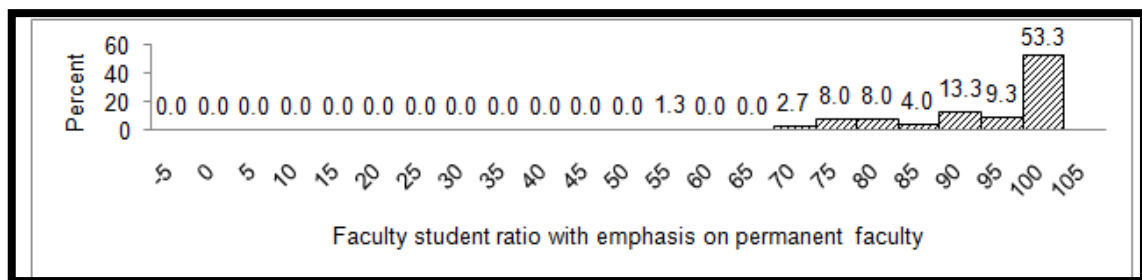 Percent
60
40
20
0
0.0 0.0 0.0 0.0 0.0 0.0 0.0 0.0 0.0 0.0 0.0 0.0 1.3 0.0 0.0 2.7 8.0 8.0 4.0 13.3 9.3 53.3
-5 0 5 10 15 20 25 30 35 40 45 50 55 60 65 70 75 80 85 90 95 100 105
Faculty student ratio with emphasis on permanent faculty